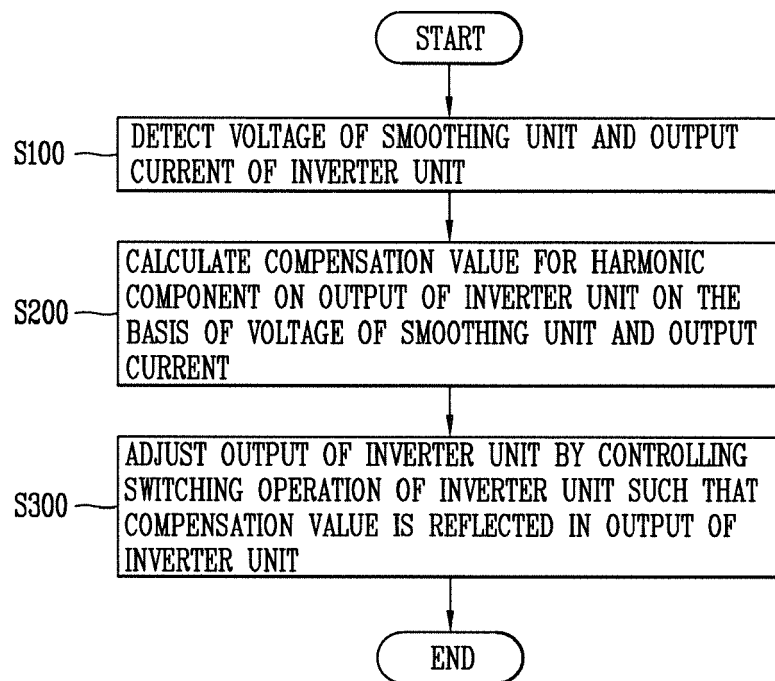 START
S100
DETECT VOLTAGE OF SMOOTHING UNIT AND OUTPUT
CURRENT OF INVERTER UNIT
S200
CALCULATE COMPENSATION VALUE FOR HARMONIC
COMPONENT ON OUTPUT OF INVERTER UNIT ON THE
BASIS OF VOLTAGE OF SMOOTHING UNIT AND OUTPUT
CURRENT
S300
ADJUST OUTPUT OF INVERTER UNIT BY CONTROLLING
SWITCHING OPERATION OF INVERTER UNIT SUCH THAT
COMPENSATION VALUE IS REFLECTED IN OUTPUT OF
INVERTER UNIT
END